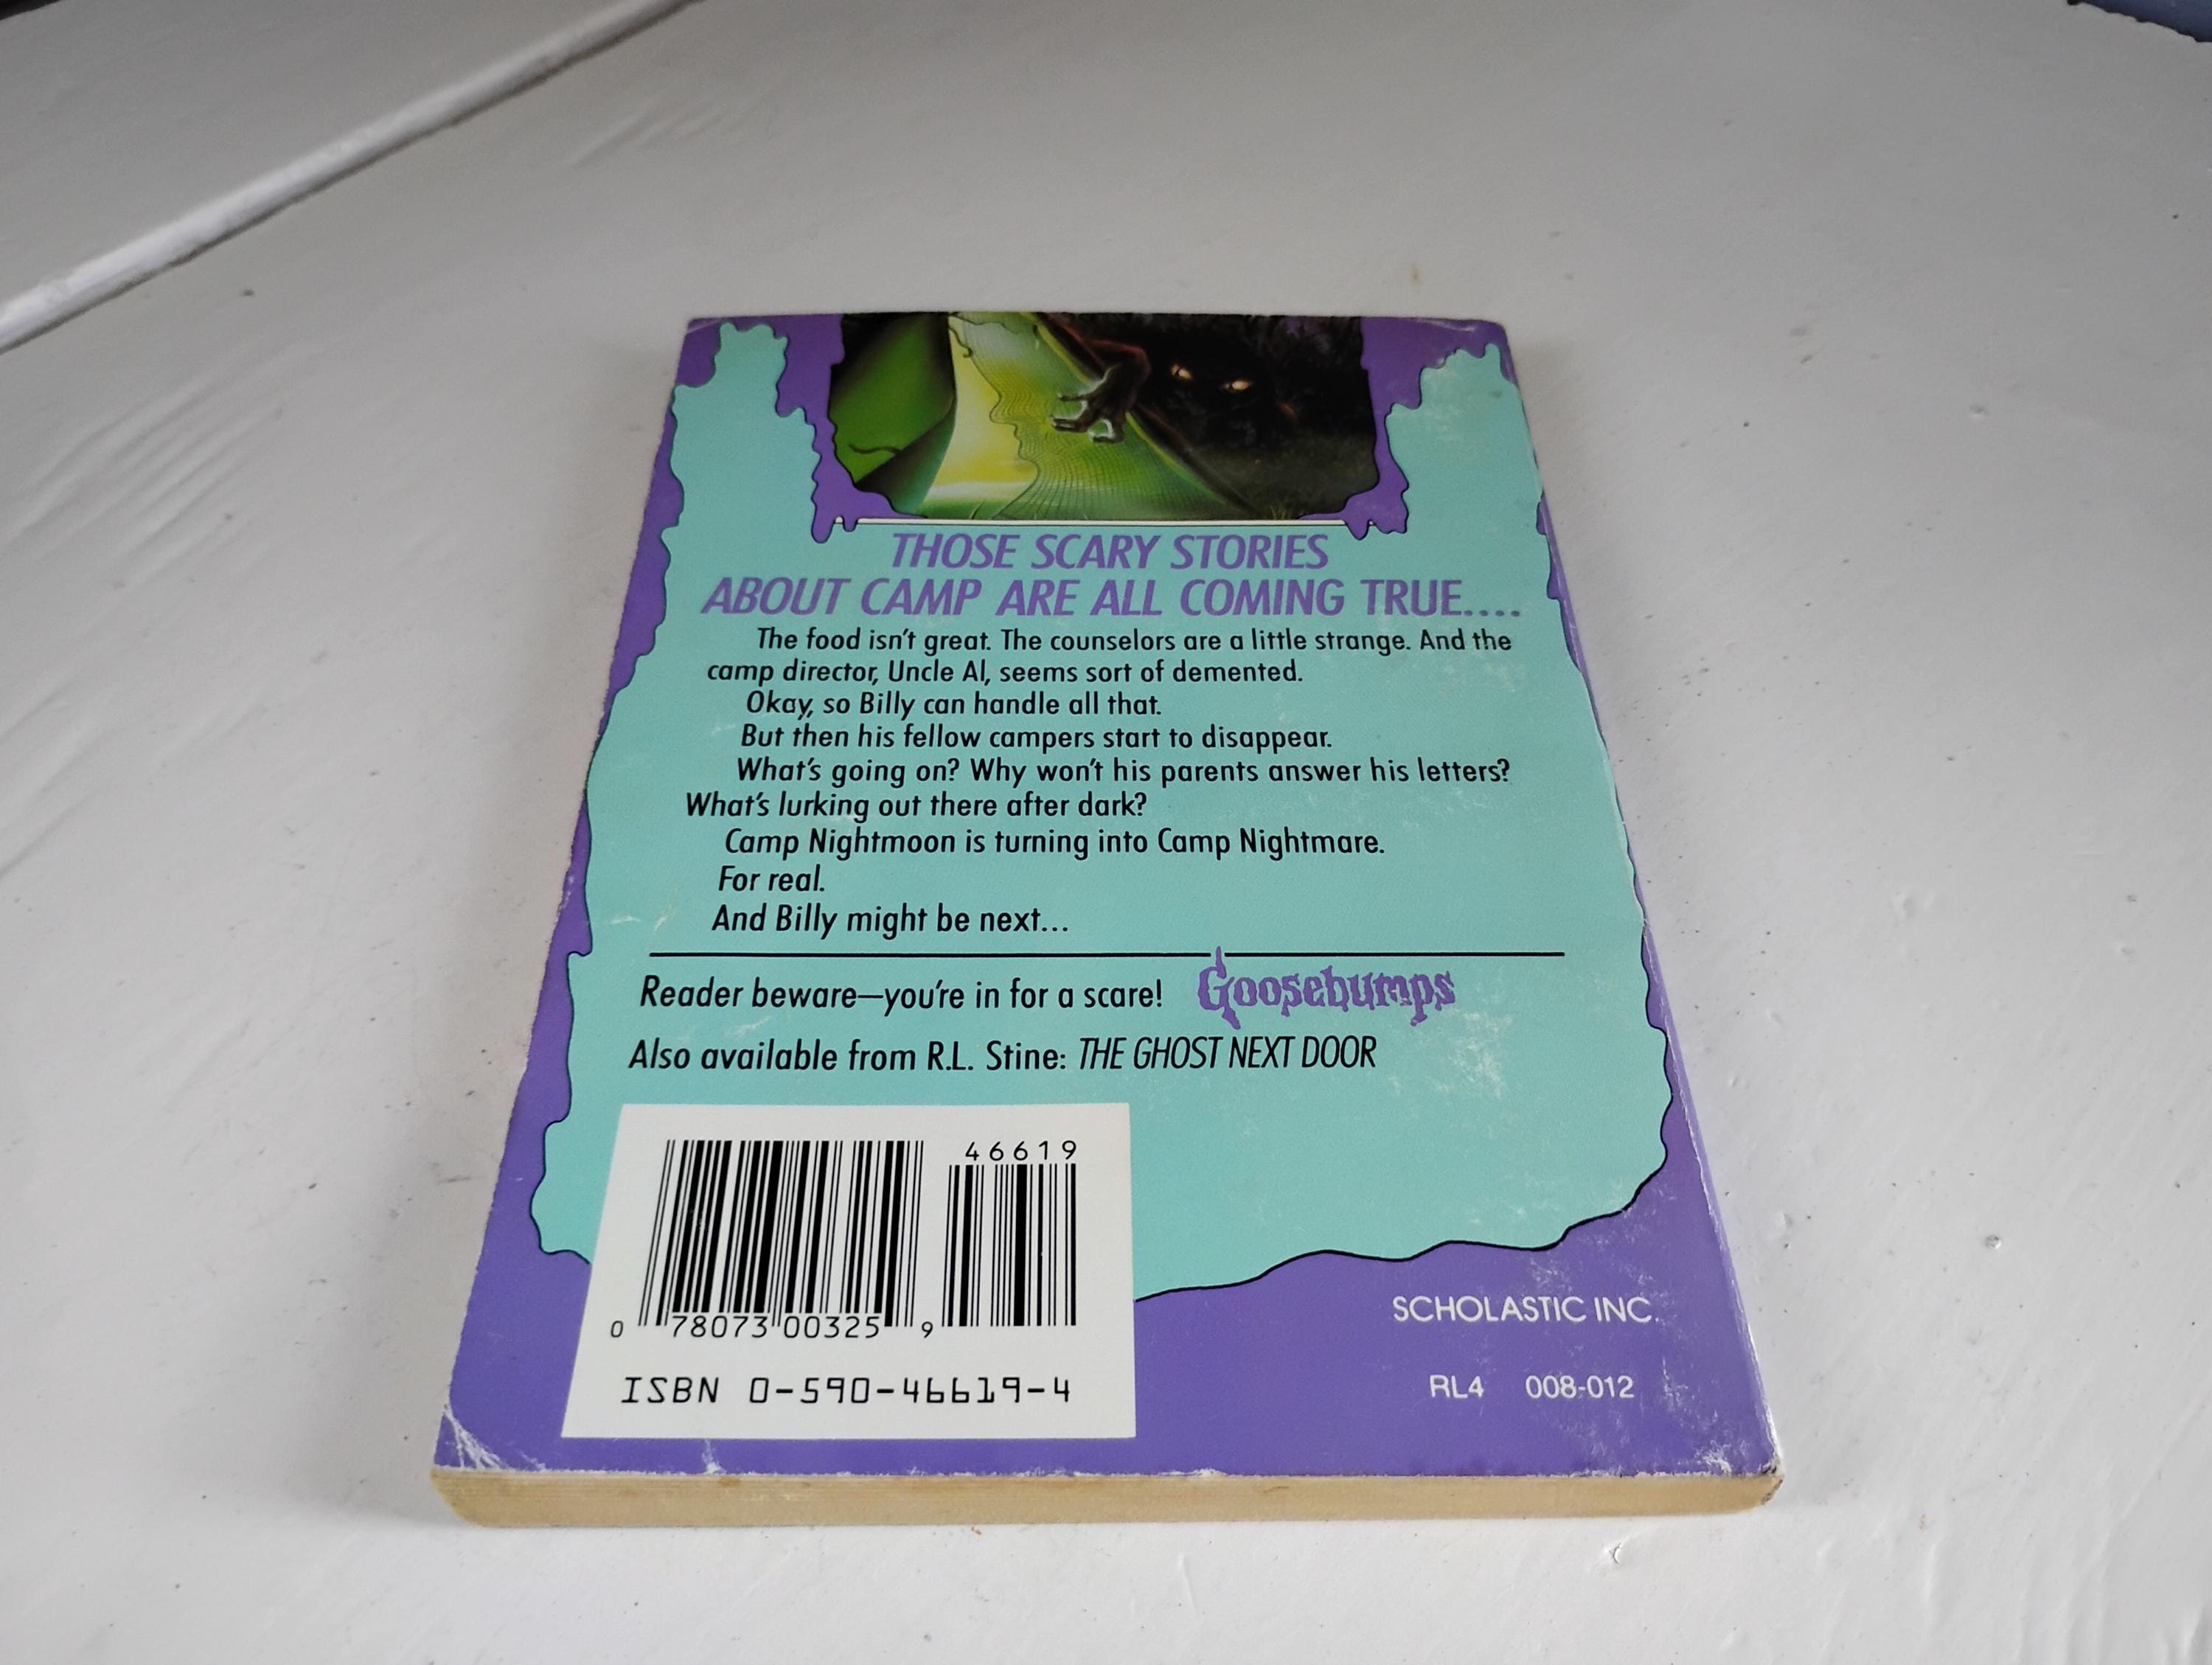 THOSE SCARY STORIES
ABOUT CAMP ARE ALL COMING TRUE....
The food isn't great. The counselors are a little strange. And the
camp director, Uncle Al, seems sort of demented.
Okay, so Billy can handle all that.
But then his fellow campers start to disappear.
What's going on? Why won't his parents answer his letters?
What's lurking out there after dark?
Camp Nightmoon is turning into Camp Nightmare.
For real.
And Billy might be next...
Reader beware—you're in for a scare! Goosebumps
Also available from R.L. Stine: THE GHOST NEXT DOOR
46619
0 78073 00325 9
ISBN 0-590-46619-4
SCHOLASTIC INC.
RL4 008-012